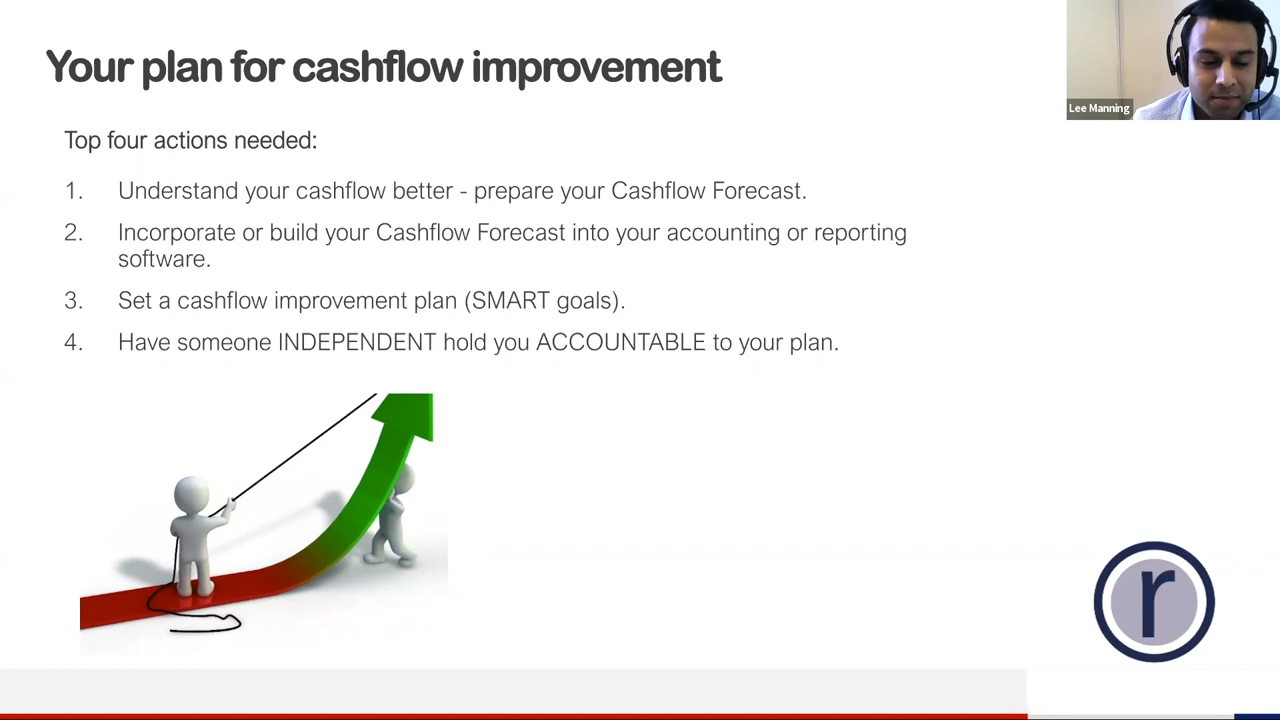 Your plan for cashflow improvement
Lee Manning
Top four actions needed:
1. Understand your cashflow better - prepare your Cashflow Forecast.
2. Incorporate or build your Cashflow Forecast into your accounting or reporting
software.
3. Set a cashflow improvement plan (SMART goals).
4. Have someone INDEPENDENT hold you ACCOUNTABLE to your plan.
r